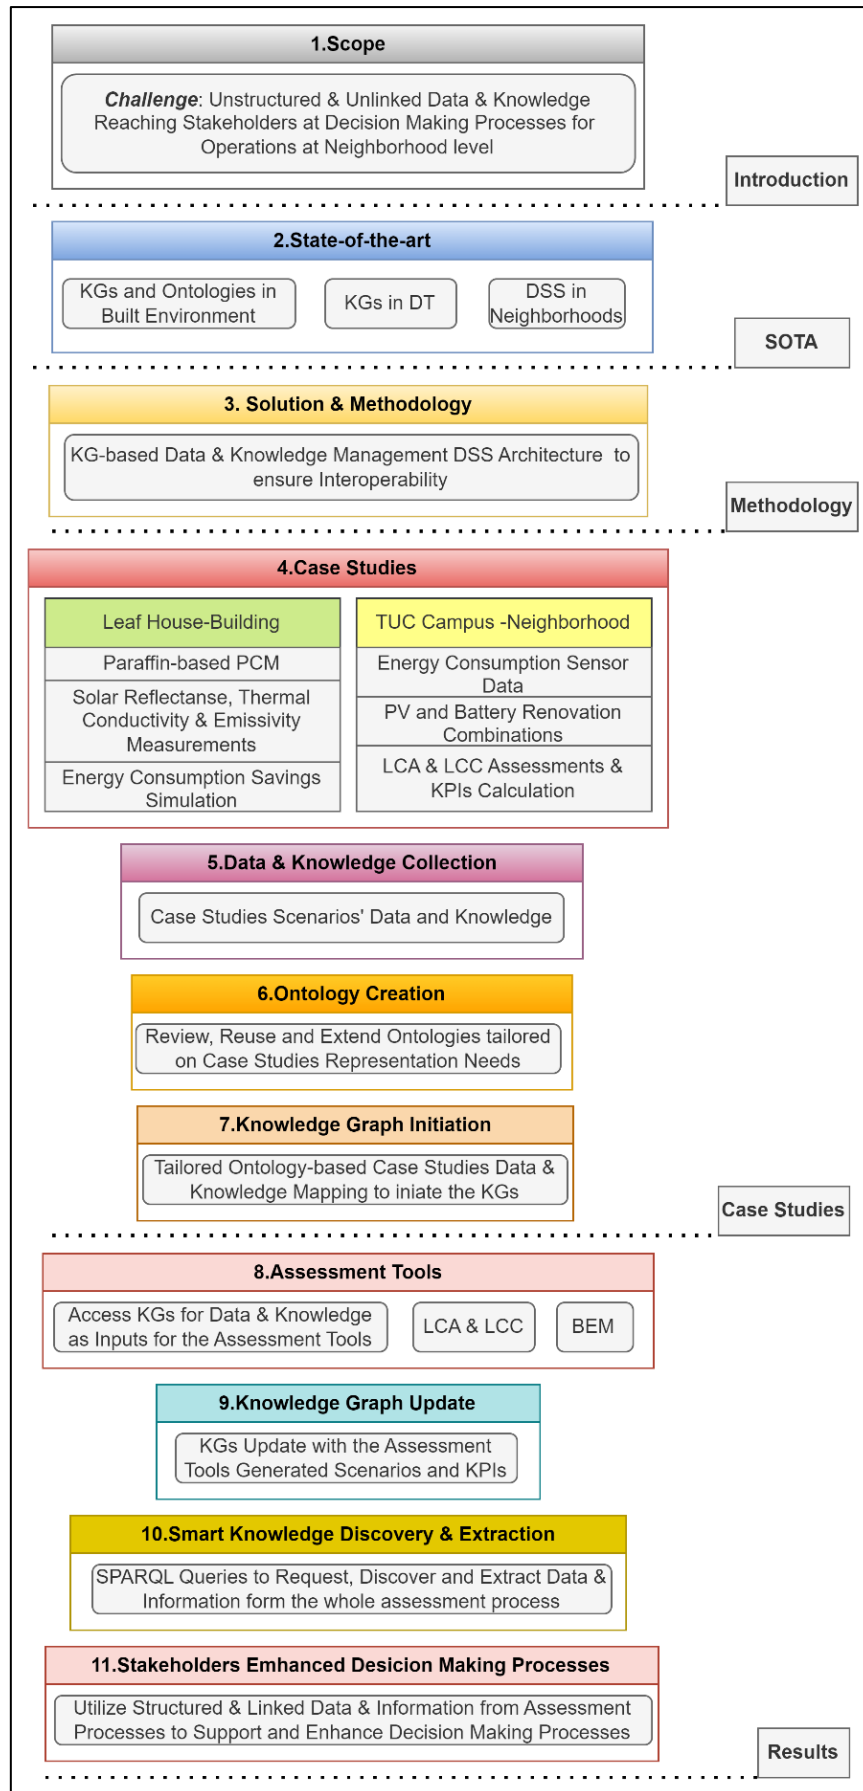 1.Scope
Challenge: Unstructured & Unlinked Data & Knowledge
Reaching Stakeholders at Decision Making Processes for
Operations at Neighborhood level
Introduction
2.State-of-the-art
KGs and Ontologies in
Built Environment
KGs in DT
DSS in
Neighborhoods
SOTA
3. Solution & Methodology
KG-based Data & Knowledge Management DSS Architecture to
ensure Interoperability
Methodology
4.Case Studies
Leaf House-Building
Paraffin-based PCM
Solar Reflectanse, Thermal
Conductivity & Emissivity
Measurements
Energy Consumption Savings
Simulation
TUC Campus -Neighborhood
Energy Consumption Sensor
Data
PV and Battery Renovation
Combinations
LCA & LCC Assessments &
KPIs Calculation
5.Data & Knowledge Collection
Case Studies Scenarios' Data and Knowledge
6.Ontology Creation
Review, Reuse and Extend Ontologies tailored
on Case Studies Representation Needs
7.Knowledge Graph Initiation
Tailored Ontology-based Case Studies Data &
Knowledge Mapping to iniate the KGs
Case Studies
8.Assessment Tools
Access KGs for Data & Knowledge
as Inputs for the Assessment Tools
LCA & LCC
BEM
9.Knowledge Graph Update
KGs Update with the Assessment
Tools Generated Scenarios and KPIs
10.Smart Knowledge Discovery & Extraction
SPARQL Queries to Request, Discover and Extract Data &
Information form the whole assessment process
11.Stakeholders Emhanced Desicion Making Processes
Utilize Structured & Linked Data & Information from Assessment
Processes to Support and Enhance Decision Making Processes
Results